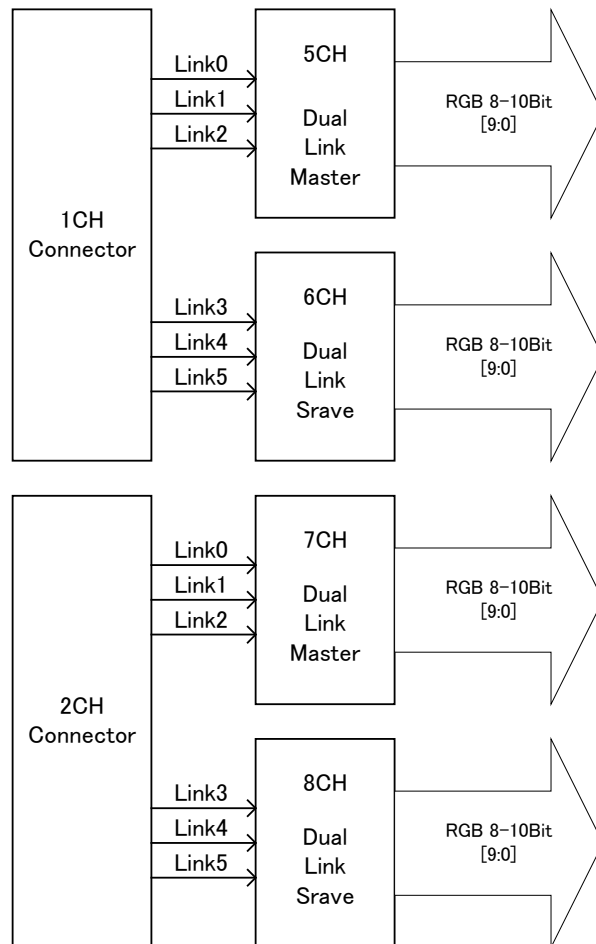 1CH
Connector
Link0
Link1
Link2
5CH
Dual
Link
Master
RGB 8-10Bit
[9:0]
Link3
Link4
Link5
6CH
Dual
Link
Srave
RGB 8-10Bit
[9:0]
2CH
Connector
Link0
Link1
Link2
7CH
Dual
Link
Master
RGB 8-10Bit
[9:0]
Link3
Link4
Link5
8CH
Dual
Link
Srave
RGB 8-10Bit
[9:0]